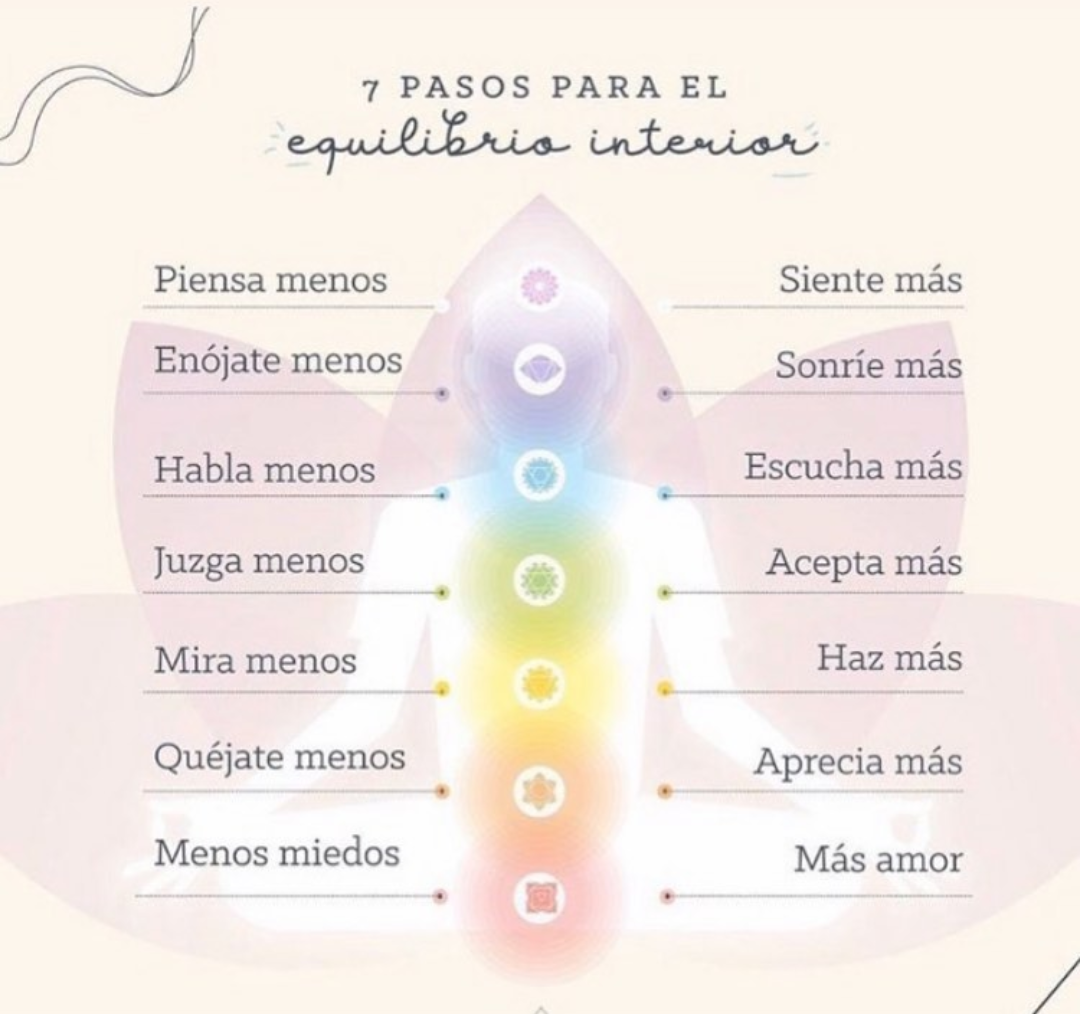 7 PASOS PARA EL
equilibrio interior
Piensa menos
Siente más
Enójate menos
Sonríe más
Habla menos
Escucha más
Juzga menos
Acepta más
Mira menos
Haz más
Quéjate menos
Aprecia más
Menos miedos
Más amor